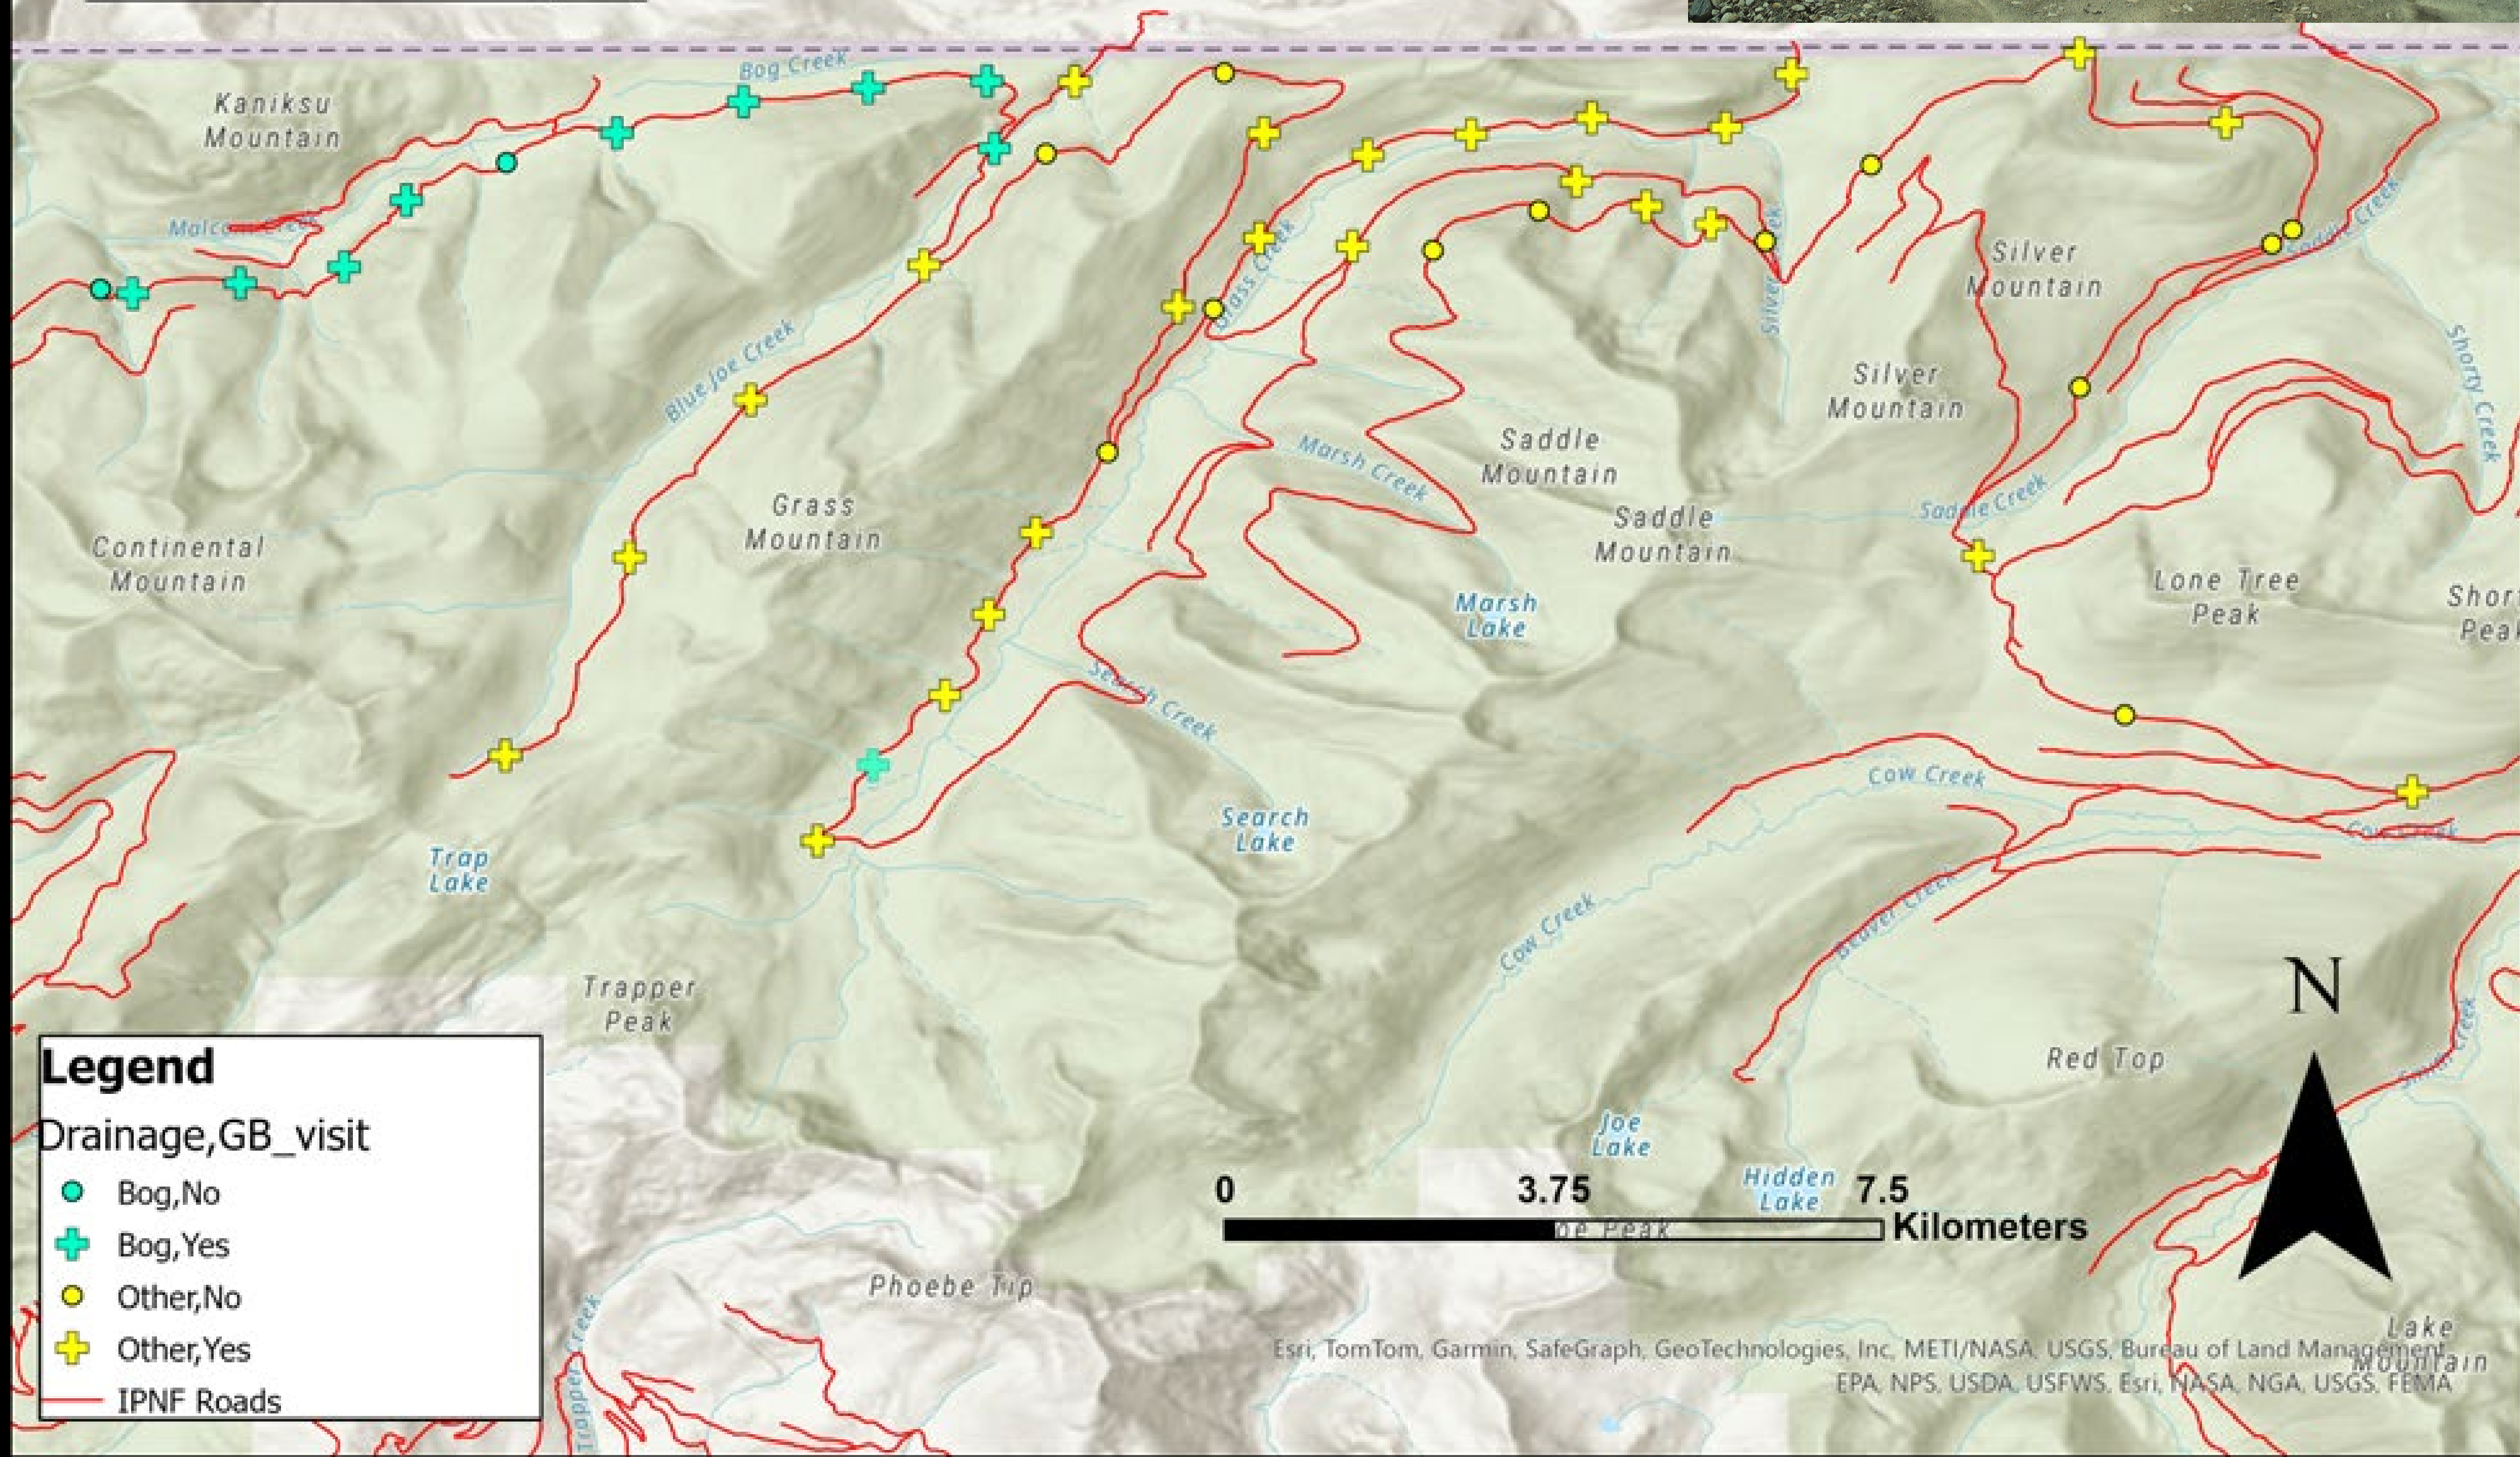 Bog Creek
Kaniksu
Mountain
Malcom Creek
Silver
Mountain
Saddle Creek
Grass Creek
Silver Creek
Blue Joe Creek
Shorty Creek
Silver
Mountain
Saddle
Mountain
Marsh Creek
Grass
Mountain
Saddle
Mountain
Saddle Creek
Continental
Mountain
Lone Tree
Peak
Marsh
Lake
Search Creek
Cow Creek
Search
Lake
Cow Creek
Trap
Lake
Beaver Creek
Cow Creek
Trapper
Peak
N
Red Top
Smith Creek
Joe
Lake
Hidden
Lake
0 3.75 7.5
Kilometers
oe Peak
Phoebe Tip
Trapper Creek
Lake
Mountain
Legend
Drainage,GB_visit
Bog,No
Bog,Yes
Other,No
Other,Yes
IPNF Roads
Esri, TomTom, Garmin, SafeGraph, GeoTechnologies, Inc, METI/NASA, USGS, Bureau of Land Management,
EPA, NPS, USDA, USFWS, Esri, NASA, NGA, USGS, FEMA